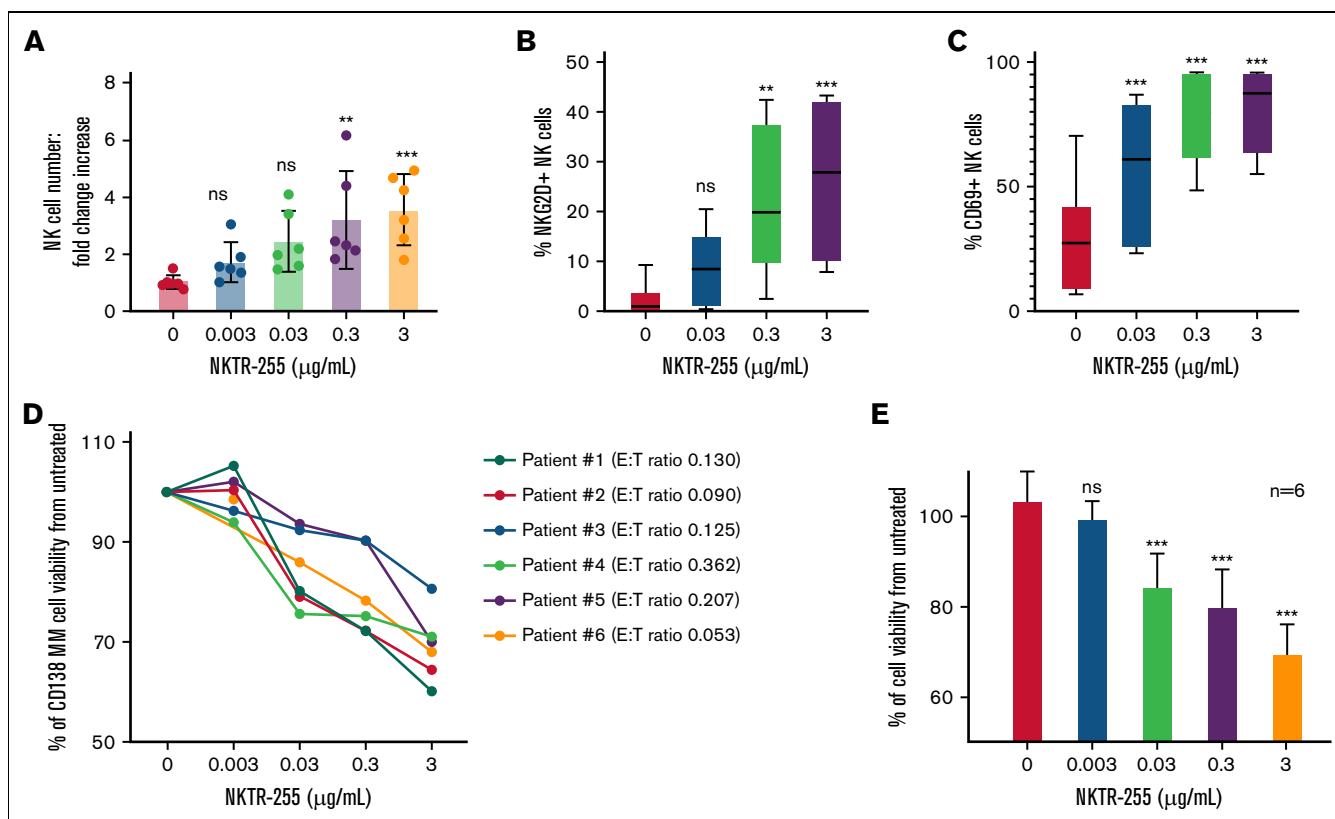 A
NK cell number:
fold change increase
8
6
4
2
0
ns
ns
**
***
0
0.003
0.03
0.3
3
NKTR-255 (μg/mL)
B
% NKG2D+ NK cells
50
40
30
20
10
0
ns
**
***
0
0.03
0.3
3
NKTR-255 (μg/mL)
C
% CD69+ NK cells
100
50
0
***
***
***
0
0.03
0.3
3
NKTR-255 (μg/mL)
D
% of CD138 MM cell viability from untreated
110
90
70
50
0
0.003
0.03
0.3
3
NKTR-255 (μg/mL)
Patient #1 (E:T ratio 0.130)
Patient #2 (E:T ratio 0.090)
Patient #3 (E:T ratio 0.125)
Patient #4 (E:T ratio 0.362)
Patient #5 (E:T ratio 0.207)
Patient #6 (E:T ratio 0.053)
E
% of cell viability from untreated
100
80
60
ns
***
***
***
n=6
0
0.003
0.03
0.3
3
NKTR-255 (μg/mL)